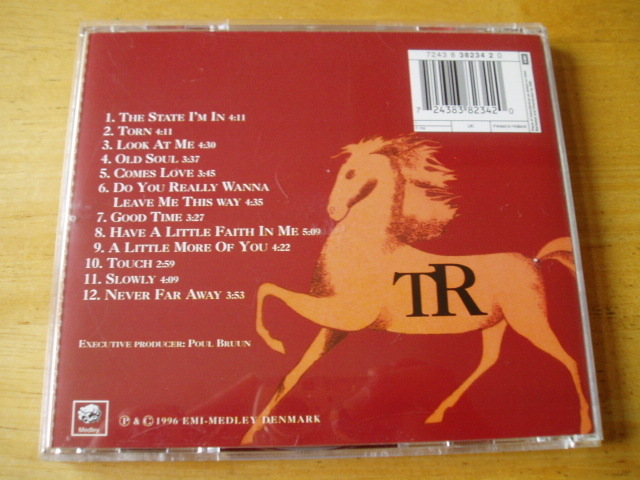 7243 8 38234 2 0
7 24383 82342 0
UK:
1. THE STATE I'M IN 4:11
2. TORN 4:11
3. LOOK AT ME 4:30
4. OLD SOUL 3:37
5. COMES LOVE 3:45
6. DO YOU REALLY WANNA
LEAVE ME THIS WAY 4:35
7. GOOD TIME 3:27
8. HAVE A LITTLE FAITH IN ME 5:09
9. A LITTLE MORE OF YOU 4:22
10. TOUCH 2:59
11. SLOWLY 4:09
12. NEVER FAR AWAY 3:53
TR
EXECUTIVE PRODUCER: POUL BRUUN
Medley
℗ & © 1996 EMI-MEDLEY DENMARK